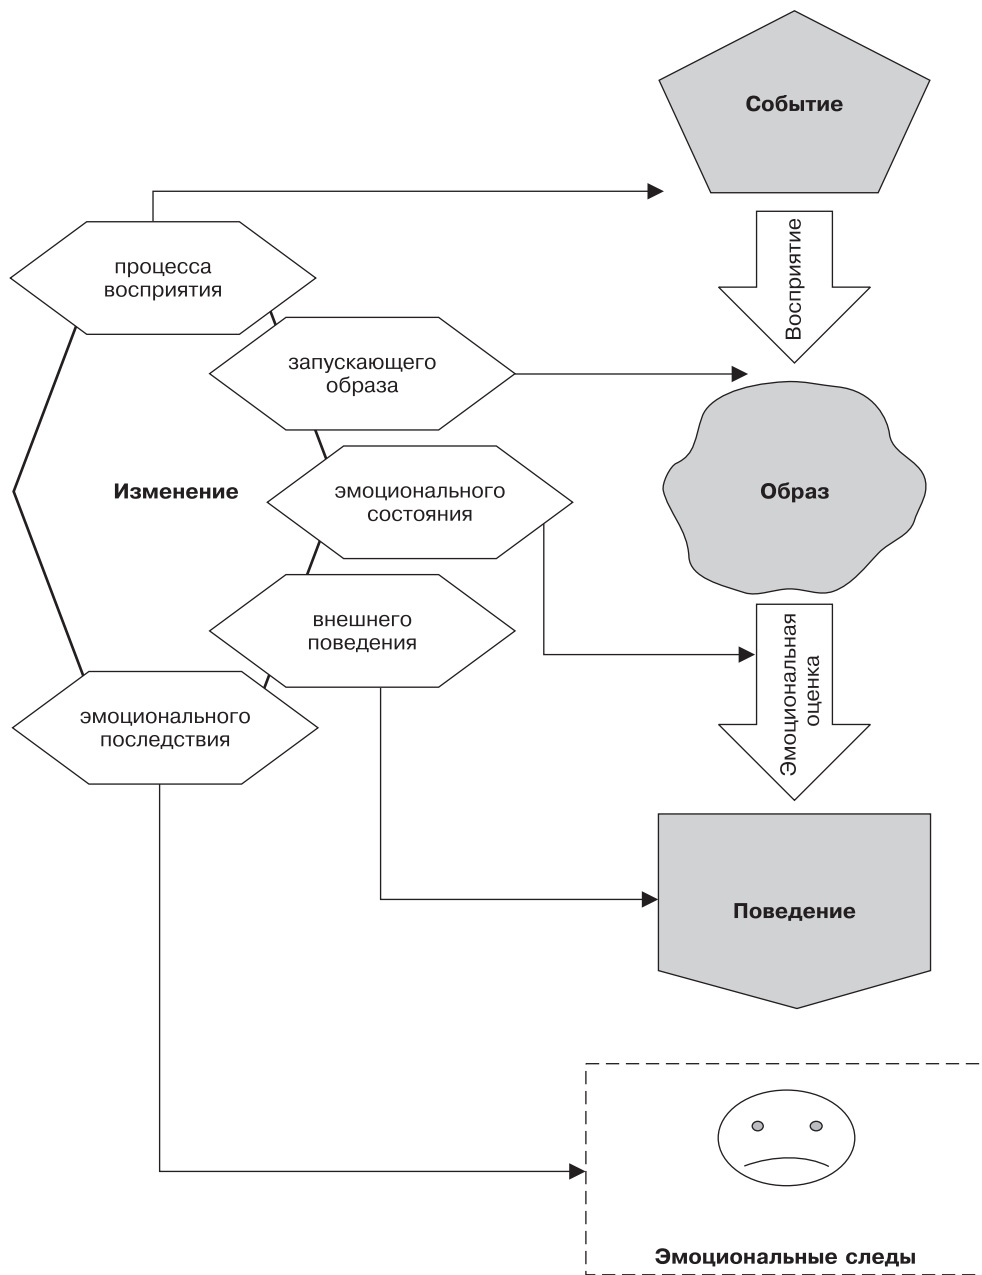 Событие
Восприятие
процесса
восприятия
запускающего
образа
Изменение
эмоционального
состояния
Образ
внешнего
поведения
Эмоциональная
оценка
эмоционального
последствия
Поведение
Эмоциональные следы